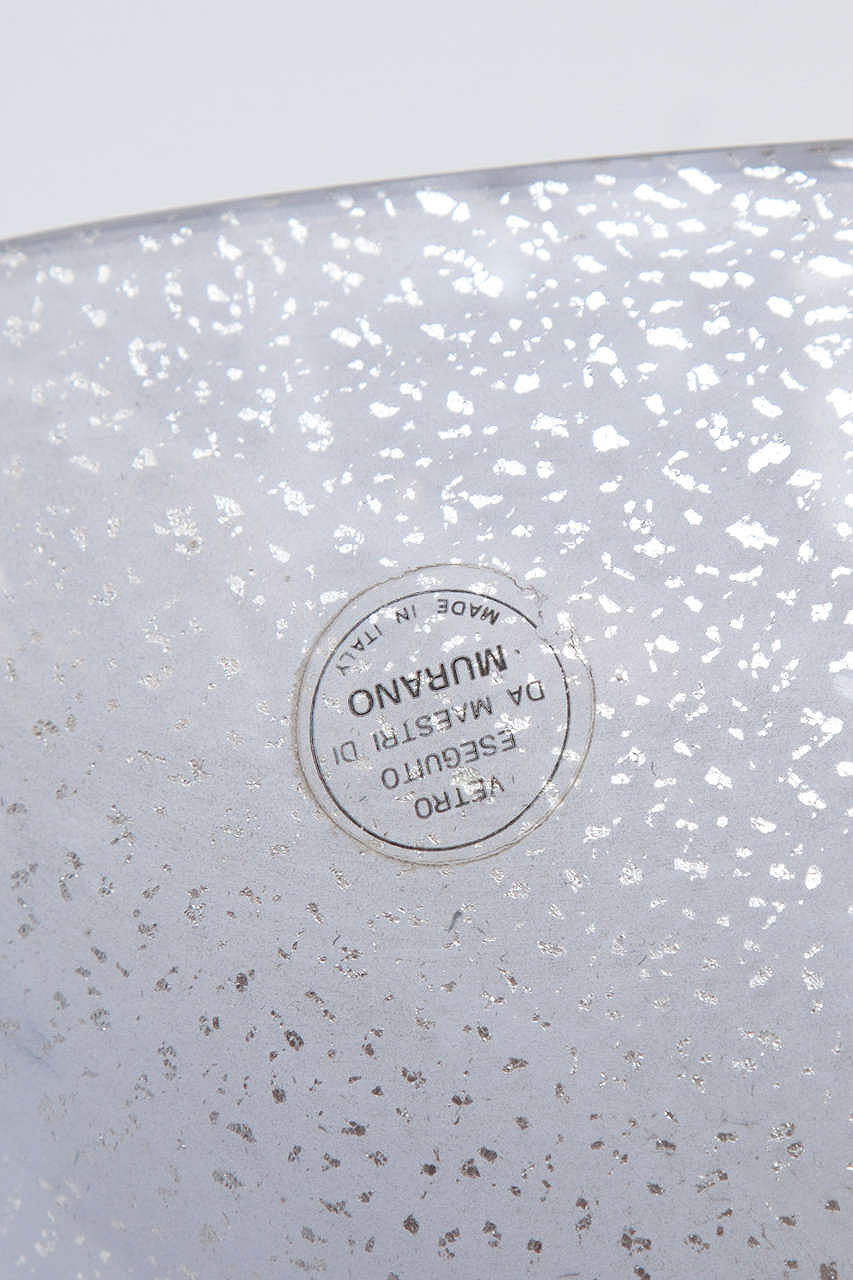 VETRO
ESEGUITO
DA MAESTRI DI
MURANO
MADE IN ITALY